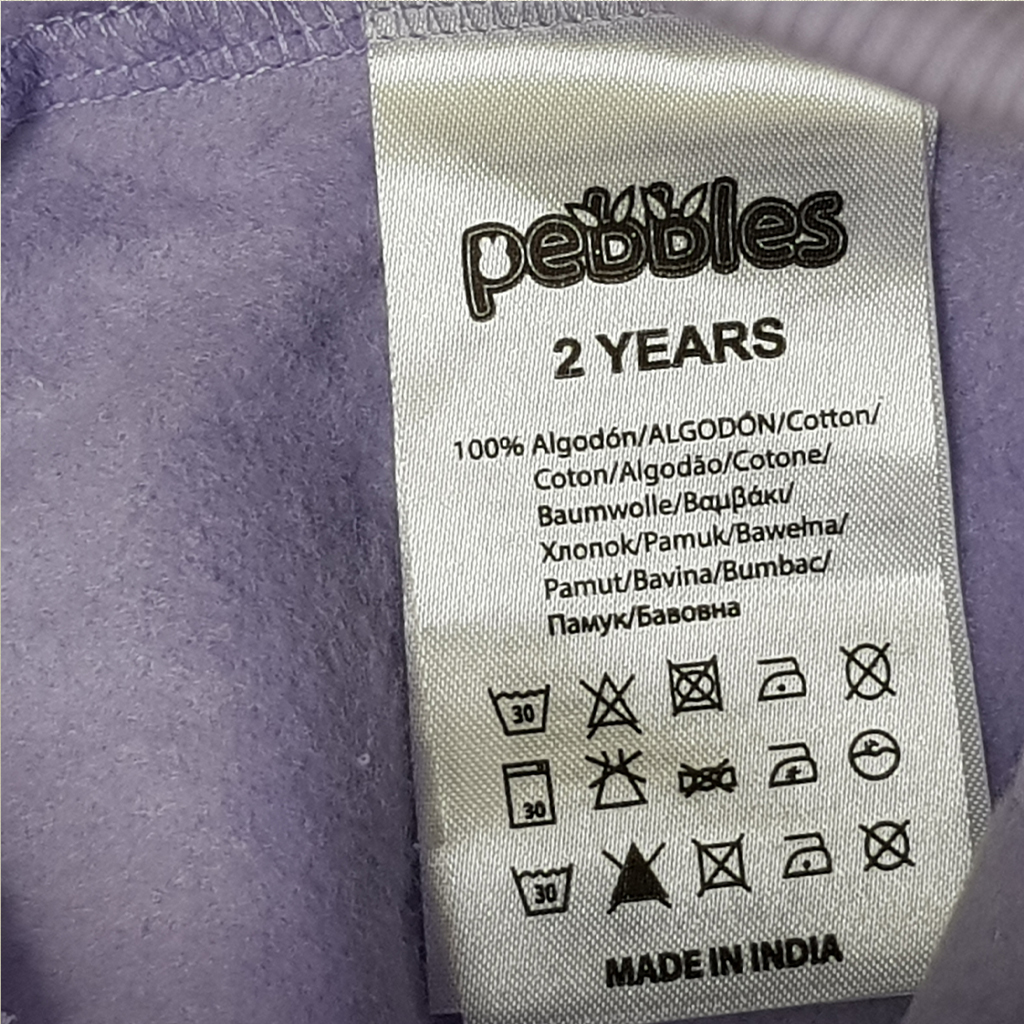 pebbles
2 YEARS
100% Algodón/ALGODÓN/Cotton/
Coton/Algodão/Cotone/
Baumwolle/Βαμβάκι/
Хлопок/Pamuk/Bawełna/
Pamut/Bavlna/Bumbac/
Памук/Бавовна
30
30
30
MADE IN INDIA